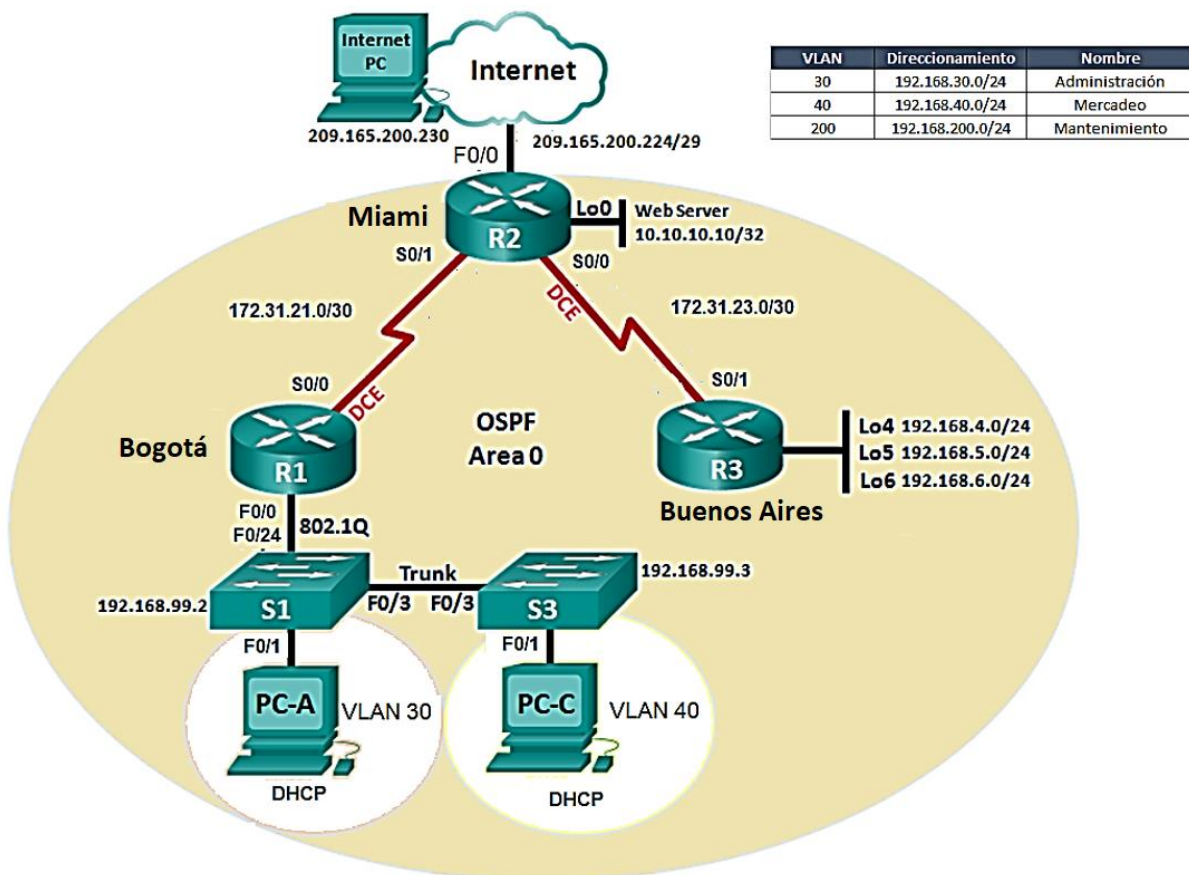 Internet
PC
Internet
209.165.200.230
209.165.200.224/29
F0/0
VLAN Direccionamiento Nombre
30 192.168.30.0/24 Administración
40 192.168.40.0/24 Mercadeo
200 192.168.200.0/24 Mantenimiento
Miami
R2
Lo0
Web Server
10.10.10.10/32
S0/1
S0/0
DCE
172.31.21.0/30
172.31.23.0/30
S0/0
DCE
S0/1
OSPF
Area 0
Bogotá
R1
R3
Buenos Aires
Lo4 192.168.4.0/24
Lo5 192.168.5.0/24
Lo6 192.168.6.0/24
F0/0
F0/24
802.1Q
Trunk
F0/3 F0/3
192.168.99.2
S1
S3
192.168.99.3
F0/1
F0/1
PC-A
VLAN 30
PC-C
VLAN 40
DHCP
DHCP